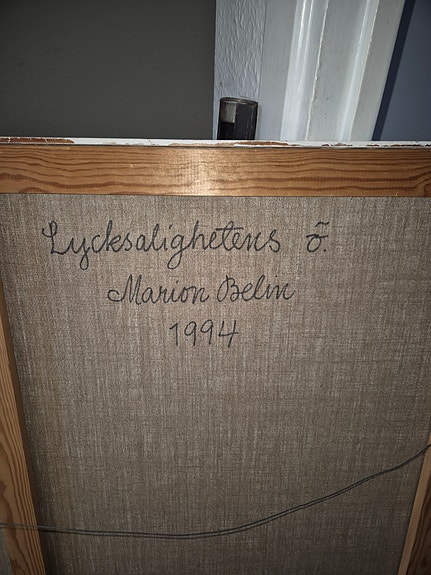 Lycksalighetens ö.
Marion Belin
1994